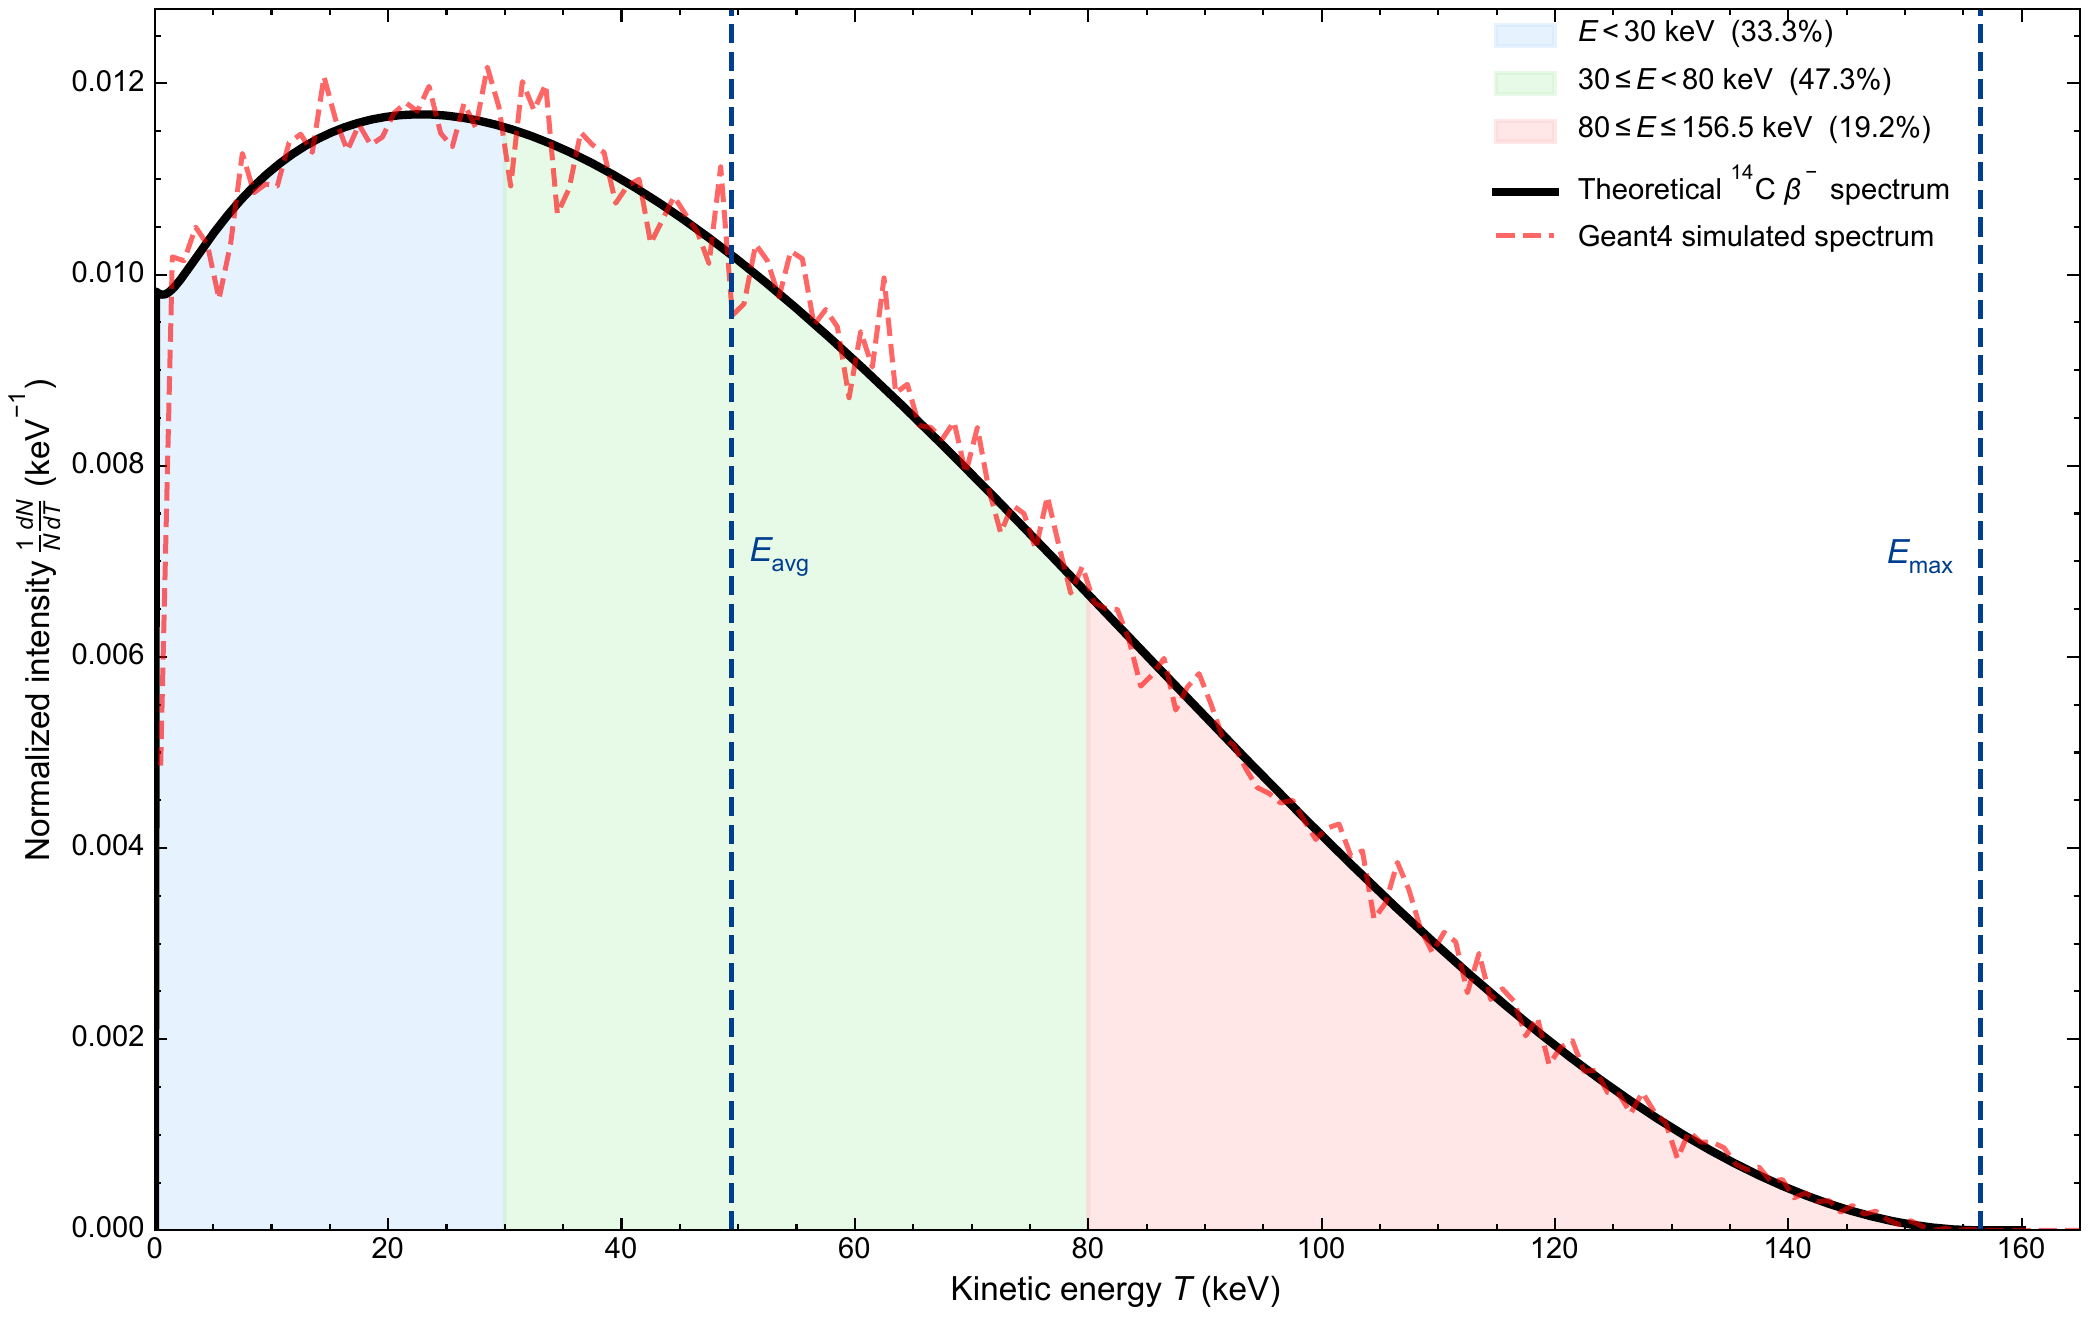 E < 30 keV (33.3%)
30 ≤ E < 80 keV (47.3%)
80 ≤ E ≤ 156.5 keV (19.2%)
Theoretical ¹⁴C β⁻ spectrum
Geant4 simulated spectrum
0.012
0.010
0.008
0.006
0.004
0.002
0.000
Normalized intensity 1/N dN/dT (keV⁻¹)
E_avg
E_max
0 20 40 60 80 100 120 140 160
Kinetic energy T (keV)